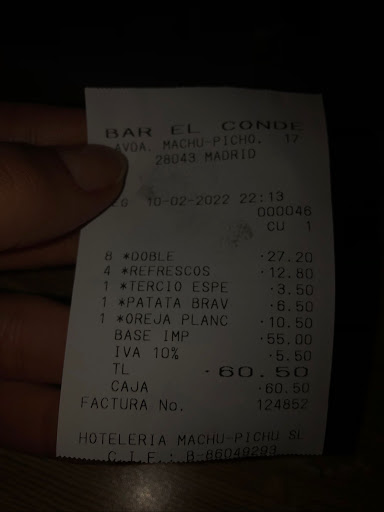 BAR EL CONDE
AVDA. MACHU-PICHO. 17
28043 MADRID
10-02-2022 22:13
000046
CU 1
8 *DOBLE ·27.20
4 *REFRESCOS ·12.80
1 *TERCIO ESPE ·3.50
1 *PATATA BRAV ·6.50
1 *OREJA PLANC ·10.50
BASE IMP ·55.00
IVA 10% ·5.50
TL ·60.50
CAJA ·60.50
FACTURA No. 124852
HOTELERIA MACHU-PICHU SL
C.I.F.: B-86049293